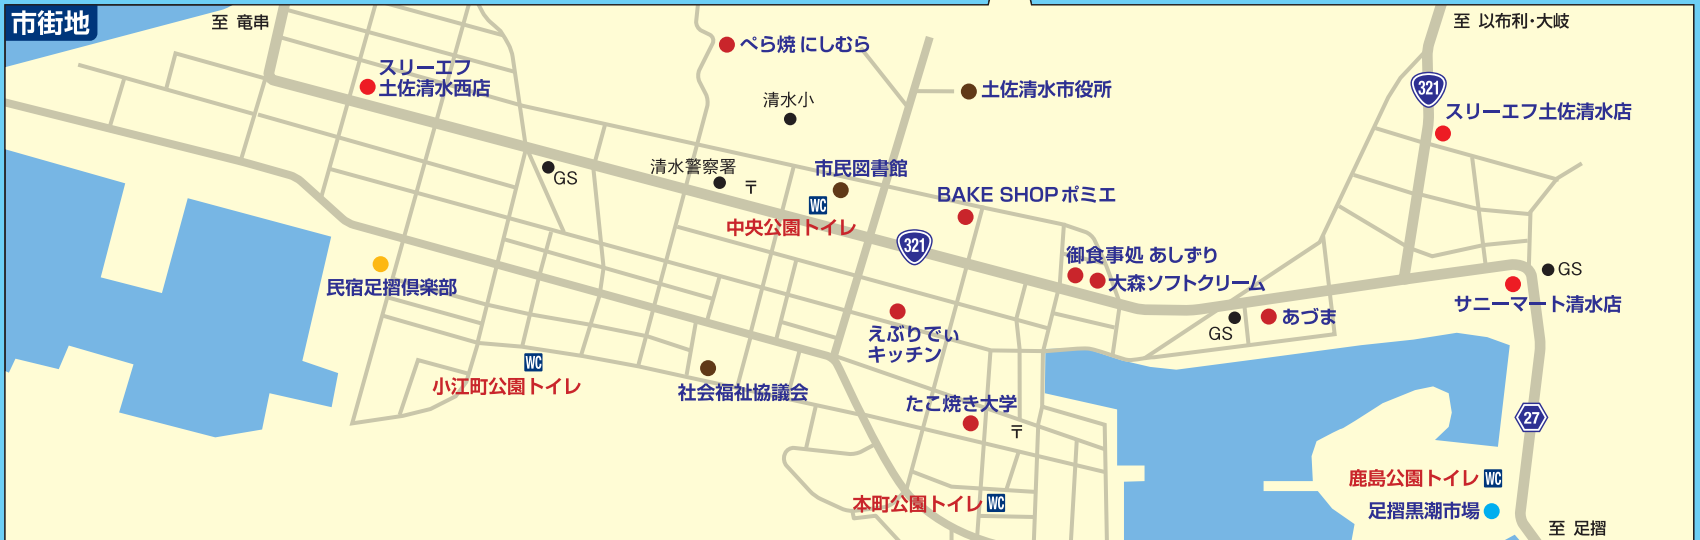 市街地
至 竜串
至 以布利・大岐
ぺら焼 にしむら
スリーエフ
土佐清水西店
土佐清水市役所
321
清水小
スリーエフ土佐清水店
清水警察署
〒
市民図書館
GS
BAKE SHOPポミエ
WC
中央公園トイレ
321
御食事処 あしずり
GS
民宿足摺倶楽部
大森ソフトクリーム
サニーマート清水店
あづま
GS
えぶりでぃ
キッチン
WC
小江町公園トイレ
社会福祉協議会
たこ焼き大学
〒
27
鹿島公園トイレ WC
本町公園トイレ WC
足摺黒潮市場
至 足摺